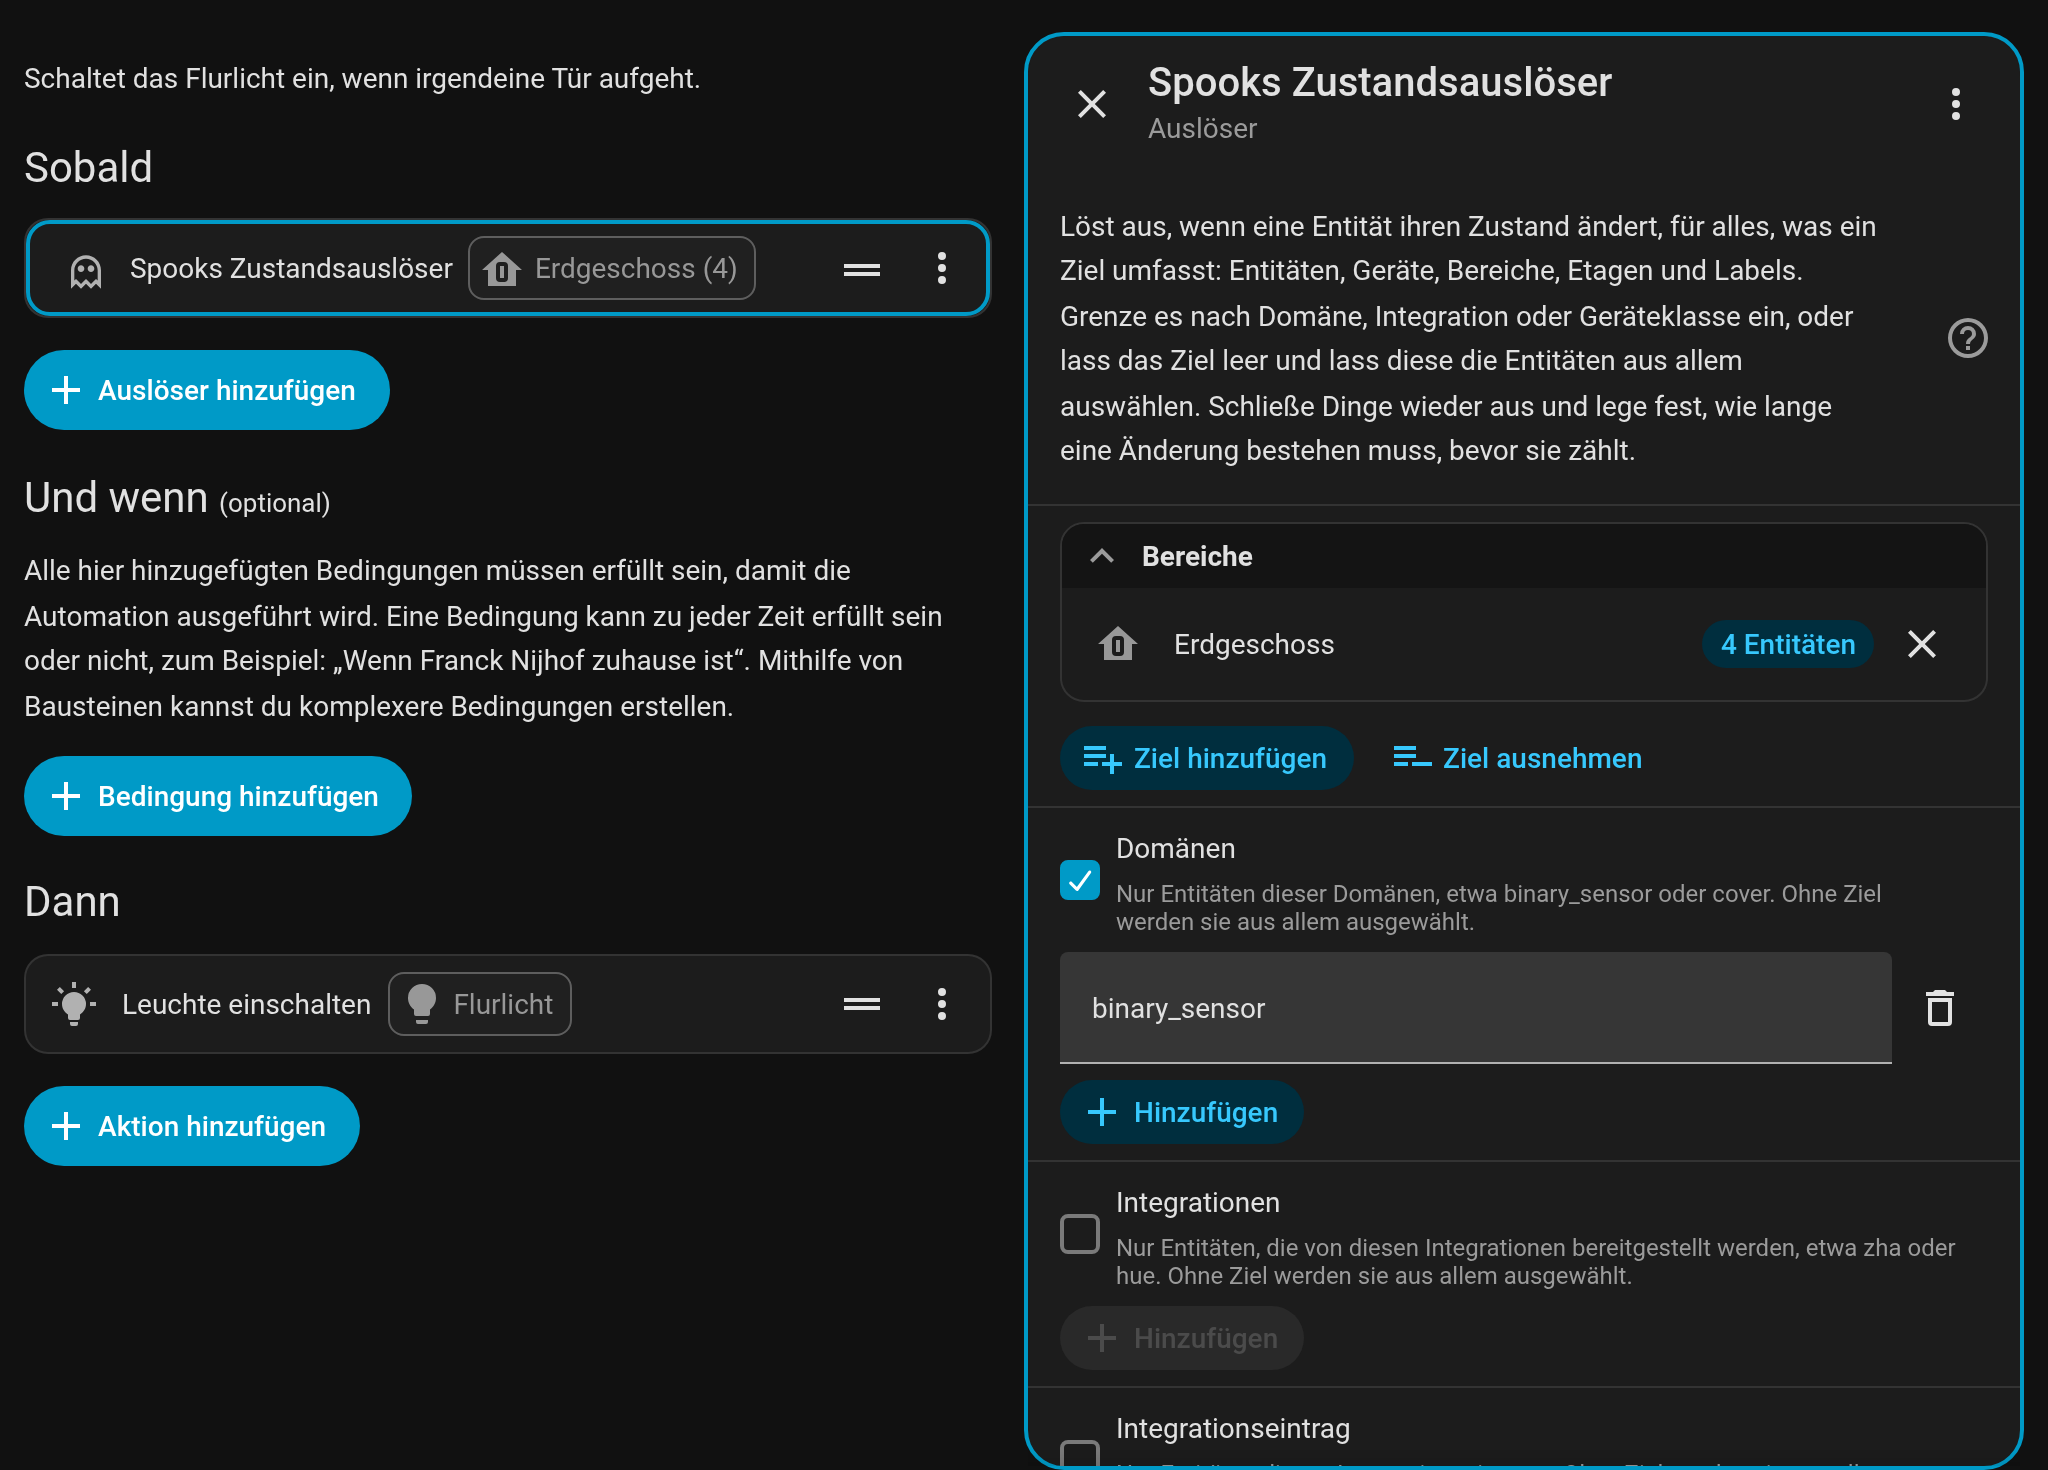 Schaltet das Flurlicht ein, wenn irgendeine Tür aufgeht.
Sobald
Spooks Zustandsauslöser
Erdgeschoss (4)
Auslöser hinzufügen
Und wenn (optional)
Alle hier hinzugefügten Bedingungen müssen erfüllt sein, damit die
Automation ausgeführt wird. Eine Bedingung kann zu jeder Zeit erfüllt sein
oder nicht, zum Beispiel: „Wenn Franck Nijhof zuhause ist“. Mithilfe von
Bausteinen kannst du komplexere Bedingungen erstellen.
Bedingung hinzufügen
Dann
Leuchte einschalten
Flurlicht
Aktion hinzufügen
Spooks Zustandsauslöser
Auslöser
Löst aus, wenn eine Entität ihren Zustand ändert, für alles, was ein
Ziel umfasst: Entitäten, Geräte, Bereiche, Etagen und Labels.
Grenze es nach Domäne, Integration oder Geräteklasse ein, oder
lass das Ziel leer und lass diese die Entitäten aus allem
auswählen. Schließe Dinge wieder aus und lege fest, wie lange
eine Änderung bestehen muss, bevor sie zählt.
Bereiche
Erdgeschoss
4 Entitäten
Ziel hinzufügen
Ziel ausnehmen
Domänen
Nur Entitäten dieser Domänen, etwa binary_sensor oder cover. Ohne Ziel
werden sie aus allem ausgewählt.
binary_sensor
Hinzufügen
Integrationen
Nur Entitäten, die von diesen Integrationen bereitgestellt werden, etwa zha oder
hue. Ohne Ziel werden sie aus allem ausgewählt.
Hinzufügen
Integrationseintrag